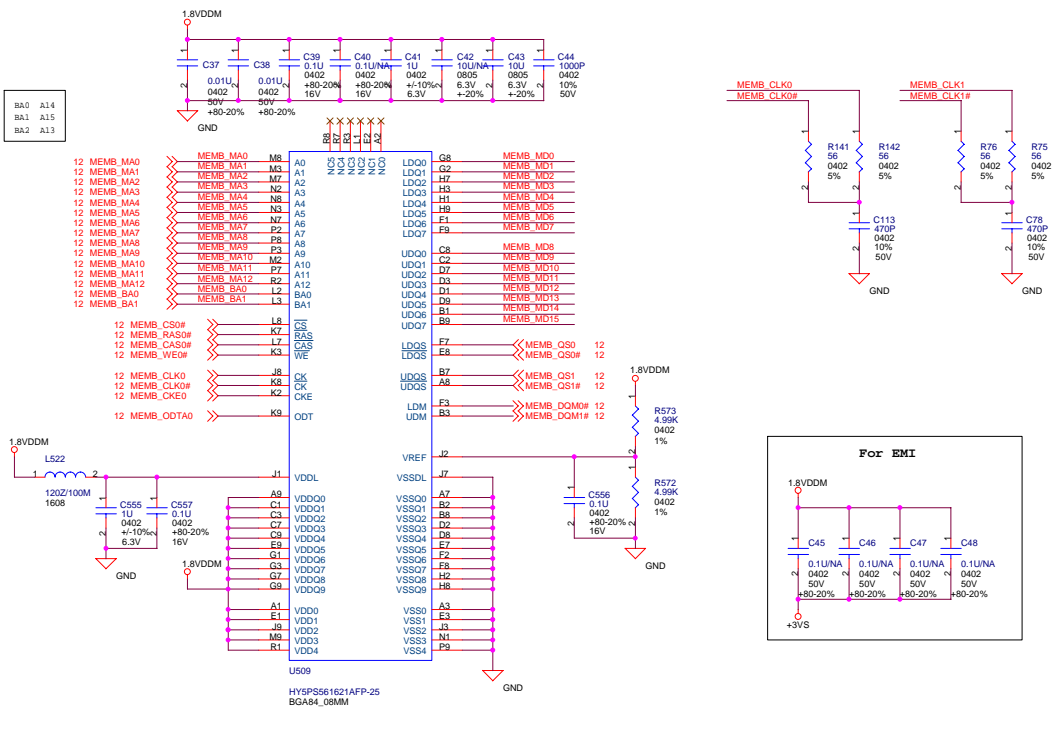 1.8VDDM
C37
0.01U
0402
50V
+80-20%
C38
0.01U
0402
50V
+80-20%
C39
0.1U
0402
+80-20%
16V
C40
0.1U/NA
0402
+80-20%
16V
C41
1U
0402
+/-10%
6.3V
C42
10U/NA
0805
6.3V
+-20%
C43
10U
0805
6.3V
+-20%
C44
1000P
0402
10%
50V
GND
BA0 A14
BA1 A15
BA2 A13
R8 R7 R3 L1 E2 A2
NC5 NC4 NC3 NC2 NC1 NC0
12 MEMB_MA0 MEMB_MA0 M8 A0
12 MEMB_MA1 MEMB_MA1 M3 A1
12 MEMB_MA2 MEMB_MA2 M7 A2
12 MEMB_MA3 MEMB_MA3 N2 A3
12 MEMB_MA4 MEMB_MA4 N8 A4
12 MEMB_MA5 MEMB_MA5 N3 A5
12 MEMB_MA6 MEMB_MA6 N7 A6
12 MEMB_MA7 MEMB_MA7 P2 A7
12 MEMB_MA8 MEMB_MA8 P8 A8
12 MEMB_MA9 MEMB_MA9 P3 A9
12 MEMB_MA10 MEMB_MA10 M2 A10
12 MEMB_MA11 MEMB_MA11 P7 A11
12 MEMB_MA12 MEMB_MA12 R2 A12
12 MEMB_BA0 MEMB_BA0 L2 BA0
12 MEMB_BA1 MEMB_BA1 L3 BA1
12 MEMB_CS0# L8 CS
12 MEMB_RAS0# K7 RAS
12 MEMB_CAS0# L7 CAS
12 MEMB_WE0# K3 WE
12 MEMB_CLK0 J8 CK
12 MEMB_CLK0# K8 CK
12 MEMB_CKE0 K2 CKE
12 MEMB_ODTA0 K9 ODT
LDQ0 G8 MEMB_MD0
LDQ1 G2 MEMB_MD1
LDQ2 H7 MEMB_MD2
LDQ3 H3 MEMB_MD3
LDQ4 H1 MEMB_MD4
LDQ5 H9 MEMB_MD5
LDQ6 F1 MEMB_MD6
LDQ7 F9 MEMB_MD7
UDQ0 C8 MEMB_MD8
UDQ1 C2 MEMB_MD9
UDQ2 D7 MEMB_MD10
UDQ3 D3 MEMB_MD11
UDQ4 D1 MEMB_MD12
UDQ5 D9 MEMB_MD13
UDQ6 B1 MEMB_MD14
UDQ7 B9 MEMB_MD15
LDQS F7 MEMB_QS0 12
LDQS E8 MEMB_QS0# 12
UDQS B7 MEMB_QS1 12
UDQS A8 MEMB_QS1# 12
LDM F3 MEMB_DQM0# 12
UDM B3 MEMB_DQM1# 12
VREF J2
VSSDL J7
VSSQ0 A7
VSSQ1 B2
VSSQ2 B8
VSSQ3 D2
VSSQ4 D8
VSSQ5 E7
VSSQ6 F2
VSSQ7 F8
VSSQ8 H2
VSSQ9 H8
VSS0 A3
VSS1 E3
VSS2 J3
VSS3 N1
VSS4 P9
GND
1.8VDDM
L522
1 2
120Z/100M
1608
J1 VDDL
C555
1U
0402
+/-10%
6.3V
C557
0.1U
0402
+80-20%
16V
GND
1.8VDDM
A9 VDDQ0
C1 VDDQ1
C3 VDDQ2
C7 VDDQ3
C9 VDDQ4
E9 VDDQ5
G1 VDDQ6
G3 VDDQ7
G7 VDDQ8
G9 VDDQ9
A1 VDD0
E1 VDD1
J9 VDD2
M9 VDD3
R1 VDD4
U509
HY5PS561621AFP-25
BGA84_08MM
1.8VDDM
R573
4.99K
0402
1%
R572
4.99K
0402
1%
C556
0.1U
0402
+80-20%
16V
GND
MEMB_CLK0
MEMB_CLK0#
R141
56
0402
5%
R142
56
0402
5%
C113
470P
0402
10%
50V
GND
MEMB_CLK1
MEMB_CLK1#
R76
56
0402
5%
R75
56
0402
5%
C78
470P
0402
10%
50V
GND
For EMI
1.8VDDM
C45
0.1U/NA
0402
50V
+80-20%
C46
0.1U/NA
0402
50V
+80-20%
C47
0.1U/NA
0402
50V
+80-20%
C48
0.1U/NA
0402
50V
+80-20%
+3VS